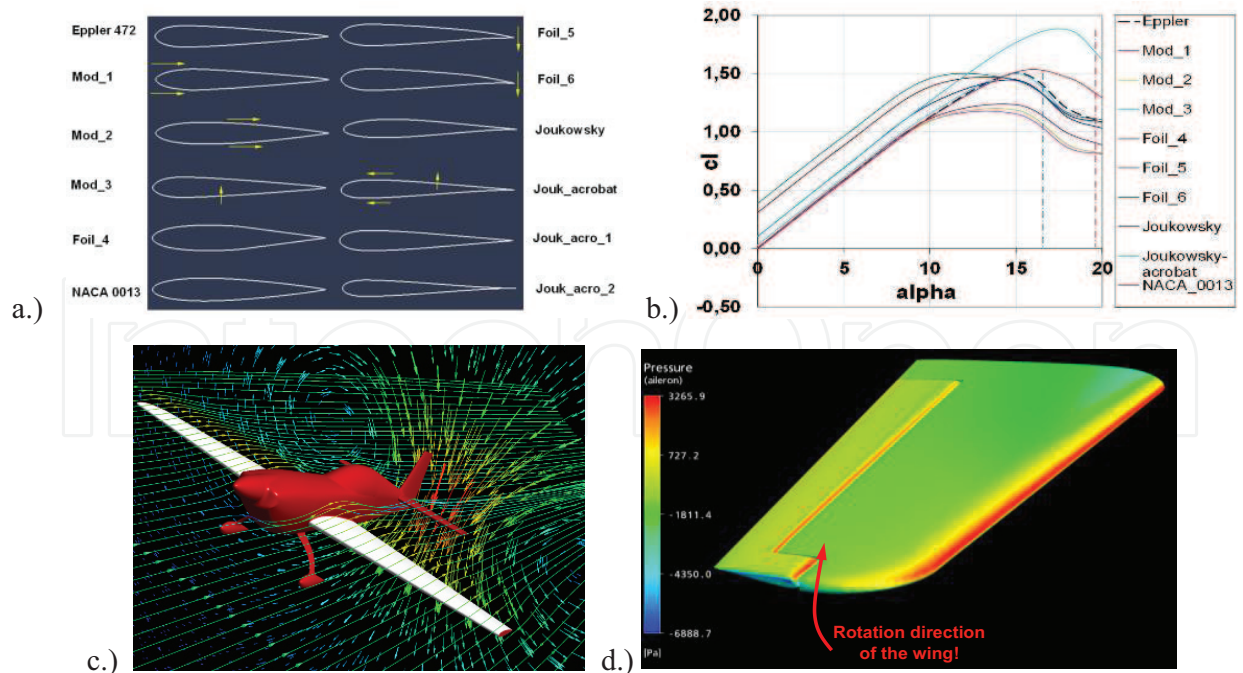 Eppler 472
Mod_1
Mod_2
Mod_3
Foil_4
NACA 0013
Foil_5
Foil_6
Joukowsky
Jouk_acrobat
Jouk_acro_1
Jouk_acro_2
a.)
2,00
1,50
1,00
0,50
0,00
-0,50
cl
0
5
10
15
20
alpha
Eppler
Mod_1
Mod_2
Mod_3
Foil_4
Foil_5
Foil_6
Joukowsky
Joukowsky-
acrobat
NACA_0013
b.)
IntechOpen
c.)
Pressure
(aileron)
3265.9
727.2
-1811.4
-4350.0
-6888.7
[Pa]
Rotation direction
of the wing!
d.)